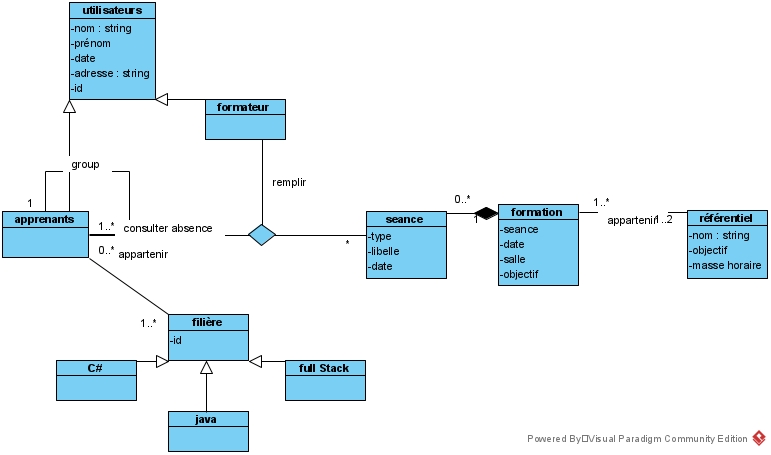 utilisateurs
-nom : string
-prénom
-date
-adresse : string
-id
formateur
group
remplir
1
apprenants
1..*
consulter absence
0..*
appartenir
*
seance
-type
-libelle
-date
0..*
1
formation
-seance
-date
-salle
-objectif
1..*
appartenir
1..2
référentiel
-nom : string
-objectif
-masse horaire
1..*
filière
-id
C#
full Stack
java
Powered By Visual Paradigm Community Edition